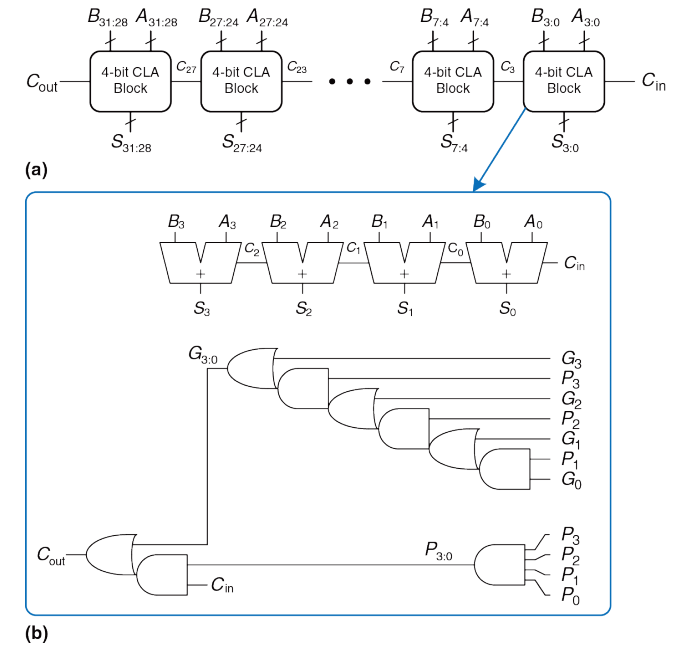 B31:28 A31:28 B27:24 A27:24 B7:4 A7:4 B3:0 A3:0
Cout 4-bit CLA Block C27 4-bit CLA Block C23 • • • C7 4-bit CLA Block C3 4-bit CLA Block Cin
S31:28 S27:24 S7:4 S3:0
(a)
B3 A3 B2 A2 B1 A1 B0 A0
+ C2 + C1 + C0 + Cin
S3 S2 S1 S0
G3:0 G3
P3
G2
P2
G1
P1
G0
P3
Cout P3:0 P2
P1
Cin P0
(b)